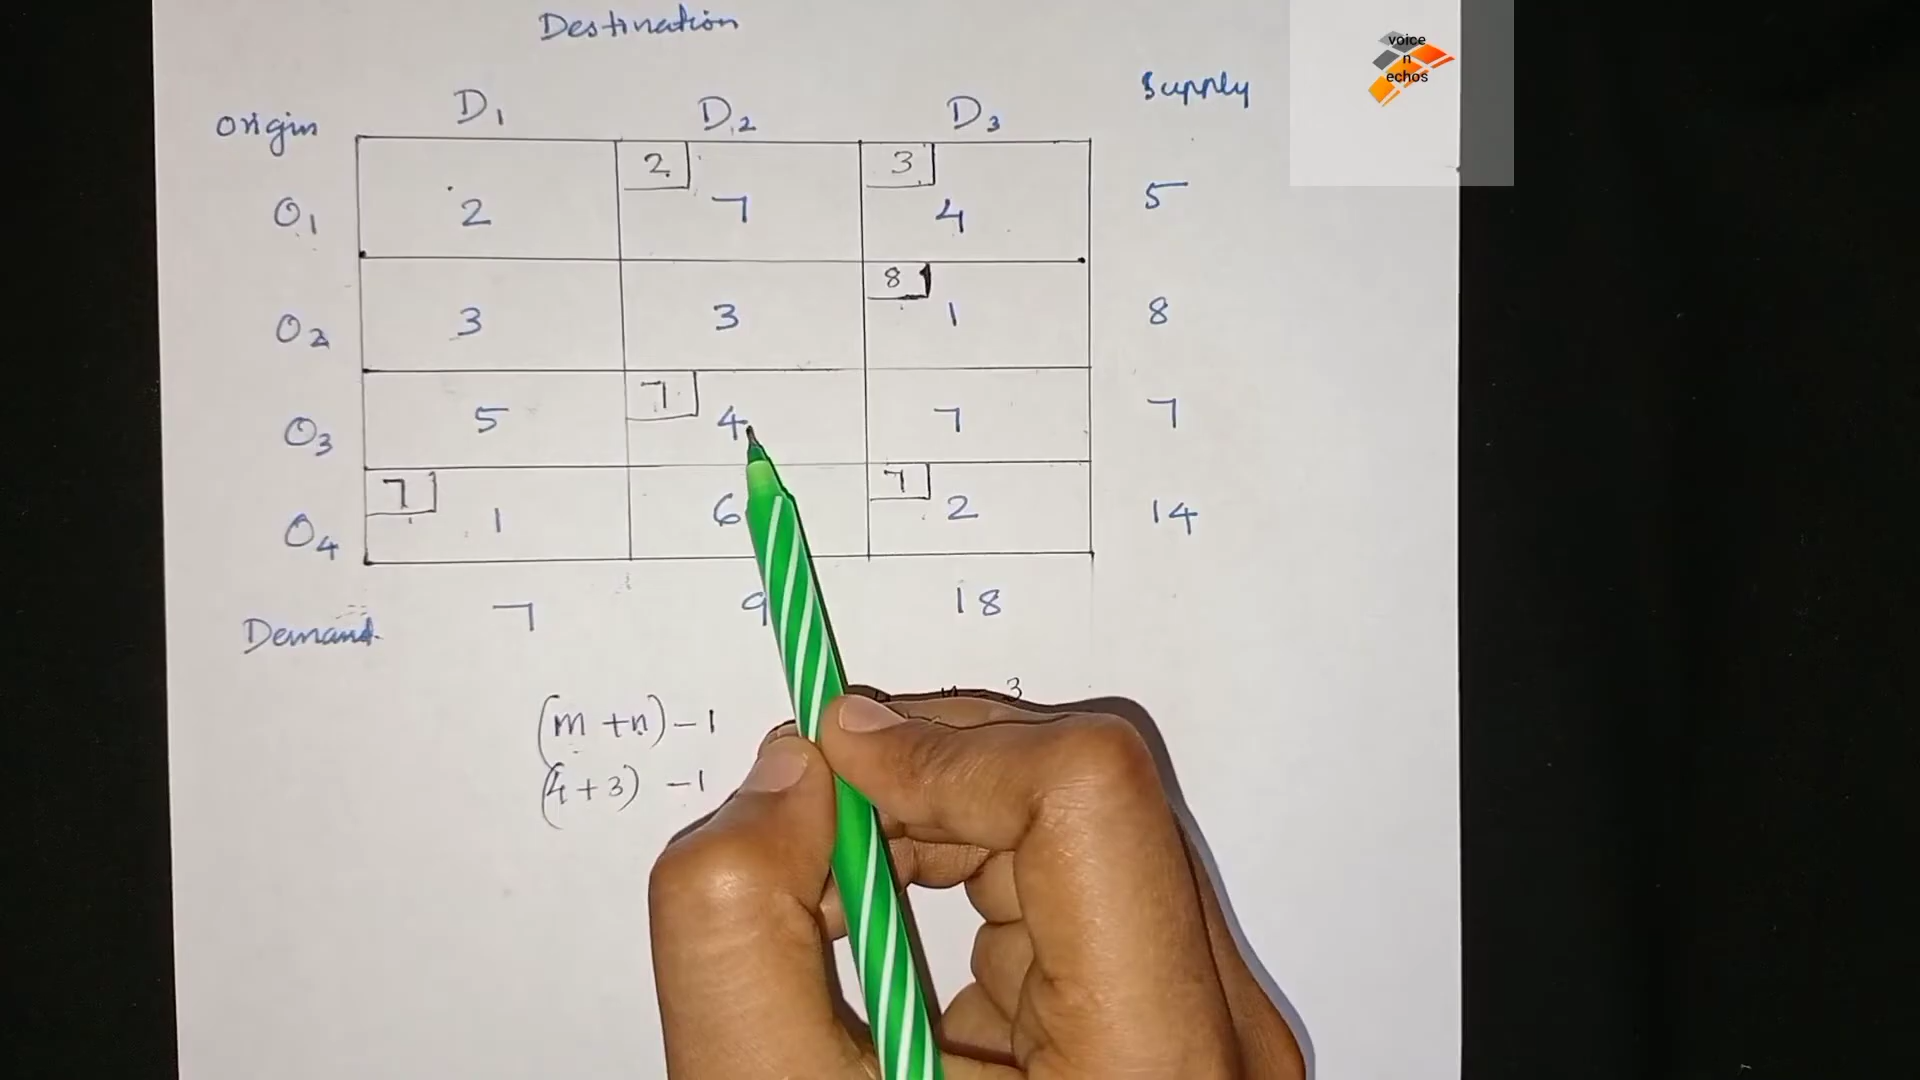 Destination
voice
n
echos
Origin D1 D2 D3 Supply
2 3
O1 2 7 4 5
8
O2 3 3 1 8
7
O3 5 4 7 7
7 7
O4 1 6 2 14
Demand 7 9 18
(m + n) - 1 3
(4 + 3) - 1